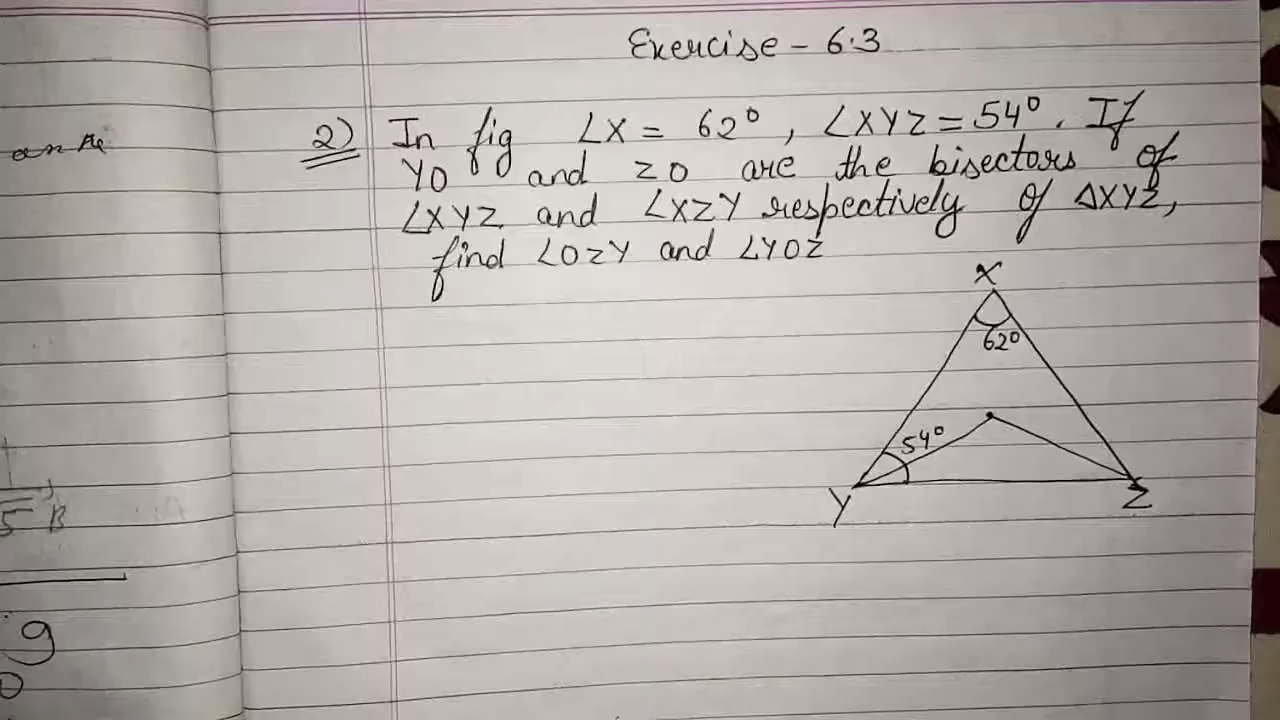 Exercise - 6.3
2) In fig ∠X = 62°, ∠XYZ = 54°. If
YO and ZO are the bisectors of
∠XYZ and ∠XZY respectively of ΔXYZ,
find ∠OZY and ∠YOZ
X
62°
54°
Y
Z
5 B
g